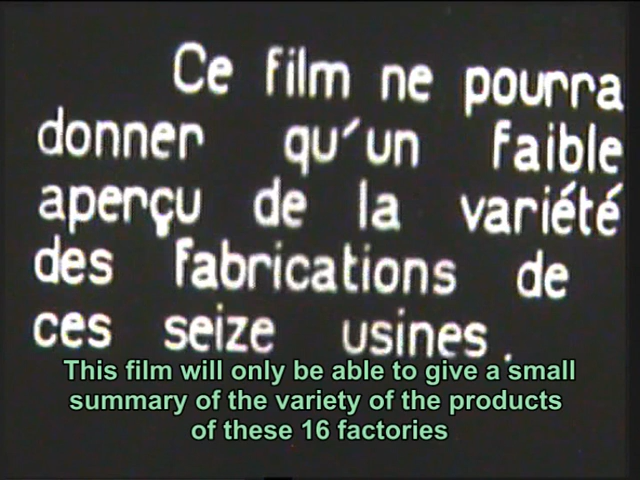 Ce film ne pourra
donner qu'un faible
aperçu de la variété
des fabrications de
ces seize usines.
This film will only be able to give a small
summary of the variety of the products
of these 16 factories